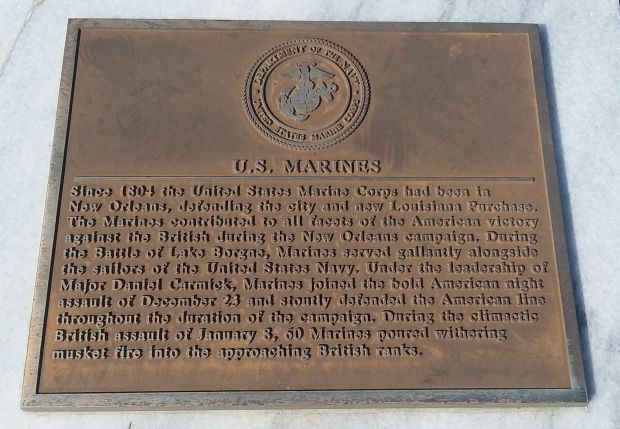 DEPARTMENT OF THE NAVY
UNITED STATES MARINE CORPS
U.S. MARINES
Since 1804 the United States Marine Corps had been in
New Orleans, defending the city and new Louisiana Purchase.
The Marines contributed to all facets of the American victory
against the British during the New Orleans campaign. During
the Battle of Lake Borgne, Marines served gallantly alongside
the sailors of the United States Navy. Under the leadership of
Major Daniel Carmick, Marines joined the bold American night
assault of December 23 and stoutly defended the American line
throughout the duration of the campaign. During the climactic
British assault of January 8, 60 Marines poured withering
musket fire into the approaching British ranks.